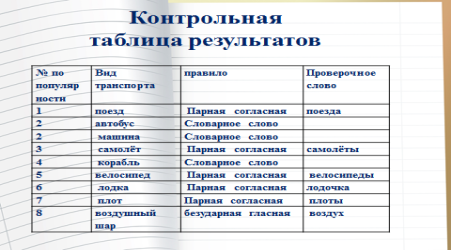 Контрольная
таблица результатов
№ по популяр ности Вид транспорта правило Проверочное слово
1 поезд Парная согласная поезда
2 автобус Словарное слово
2 машина Словарное слово
3 самолёт Парная согласная самолёты
4 корабль Словарное слово
5 велосипед Парная согласная велосипеды
6 лодка Парная согласная лодочка
7 плот Парная согласная плоты
8 воздушный шар безударная гласная воздух